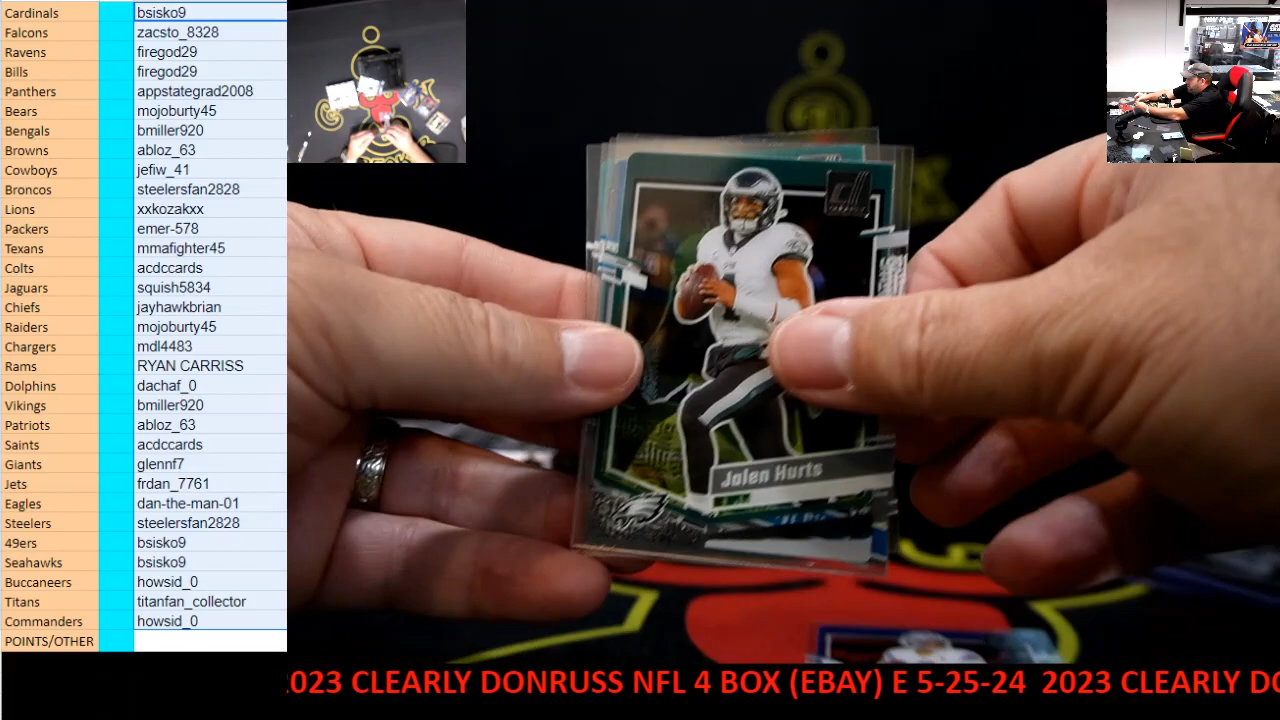 Cardinals bsisko9
Falcons zacsto_8328
Ravens firegod29
Bills firegod29
Panthers appstategrad2008
Bears mojoburty45
Bengals bmiller920
Browns abloz_63
Cowboys jefiw_41
Broncos steelersfan2828
Lions xxkozakxx
Packers emer-578
Texans mmafighter45
Colts acdccards
Jaguars squish5834
Chiefs jayhawkbrian
Raiders mojoburty45
Chargers mdl4483
Rams RYAN CARRISS
Dolphins dachaf_0
Vikings bmiller920
Patriots abloz_63
Saints acdccards
Giants glennf7
Jets frdan_7761
Eagles dan-the-man-01
Steelers steelersfan2828
49ers bsisko9
Seahawks bsisko9
Buccaneers howsid_0
Titans titanfan_collector
Commanders howsid_0
POINTS/OTHER
Jalen Hurts
2023 CLEARLY DONRUSS NFL 4 BOX (EBAY) E 5-25-24 2023 CLEARLY DO